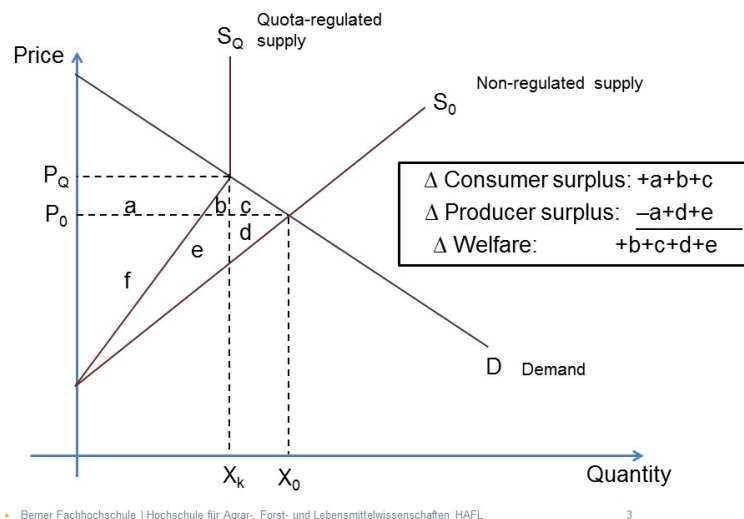 S_Q Quota-regulated
supply
Price
S_0 Non-regulated supply
P_Q
P_0
a
b
c
d
e
f
Δ Consumer surplus: +a+b+c
Δ Producer surplus: –a+d+e
Δ Welfare: +b+c+d+e
D Demand
X_k
X_0
Quantity
Berner Fachhochschule | Hochschule für Agrar-, Forst- und Lebensmittelwissenschaften HAFL
3